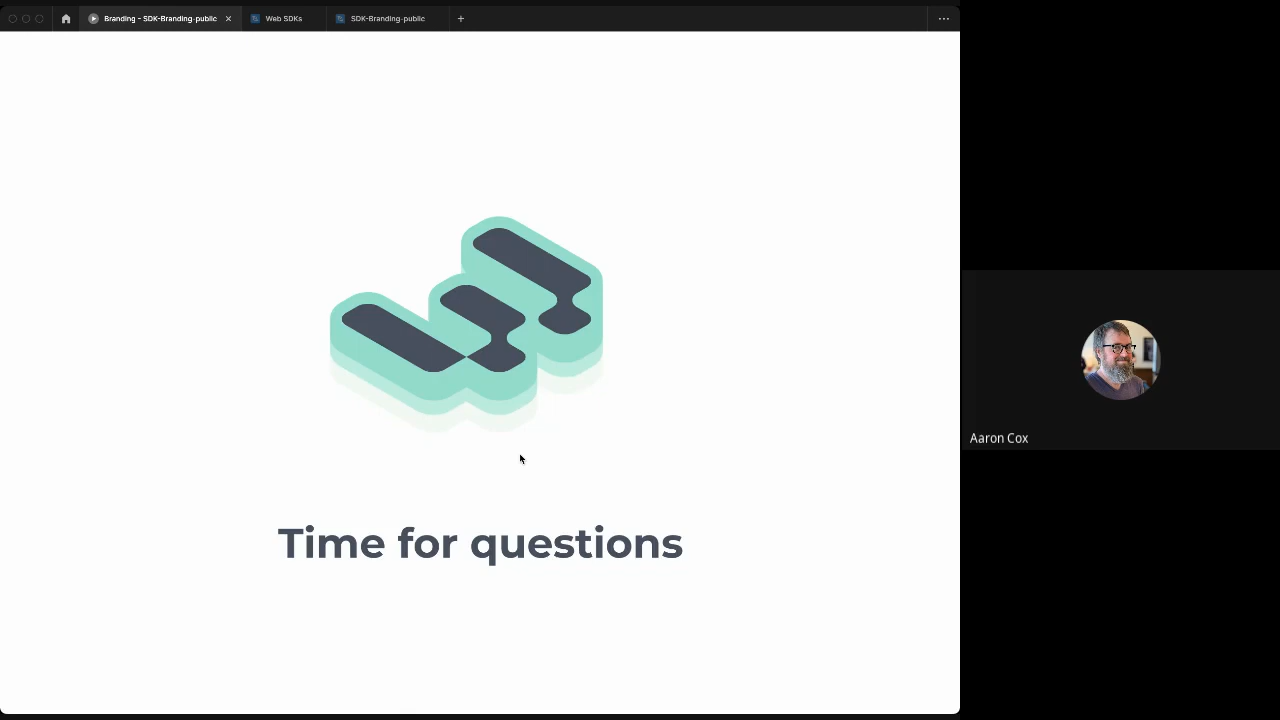 Branding - SDK-Branding-public
Web SDKs
SDK-Branding-public
Time for questions
Aaron Cox